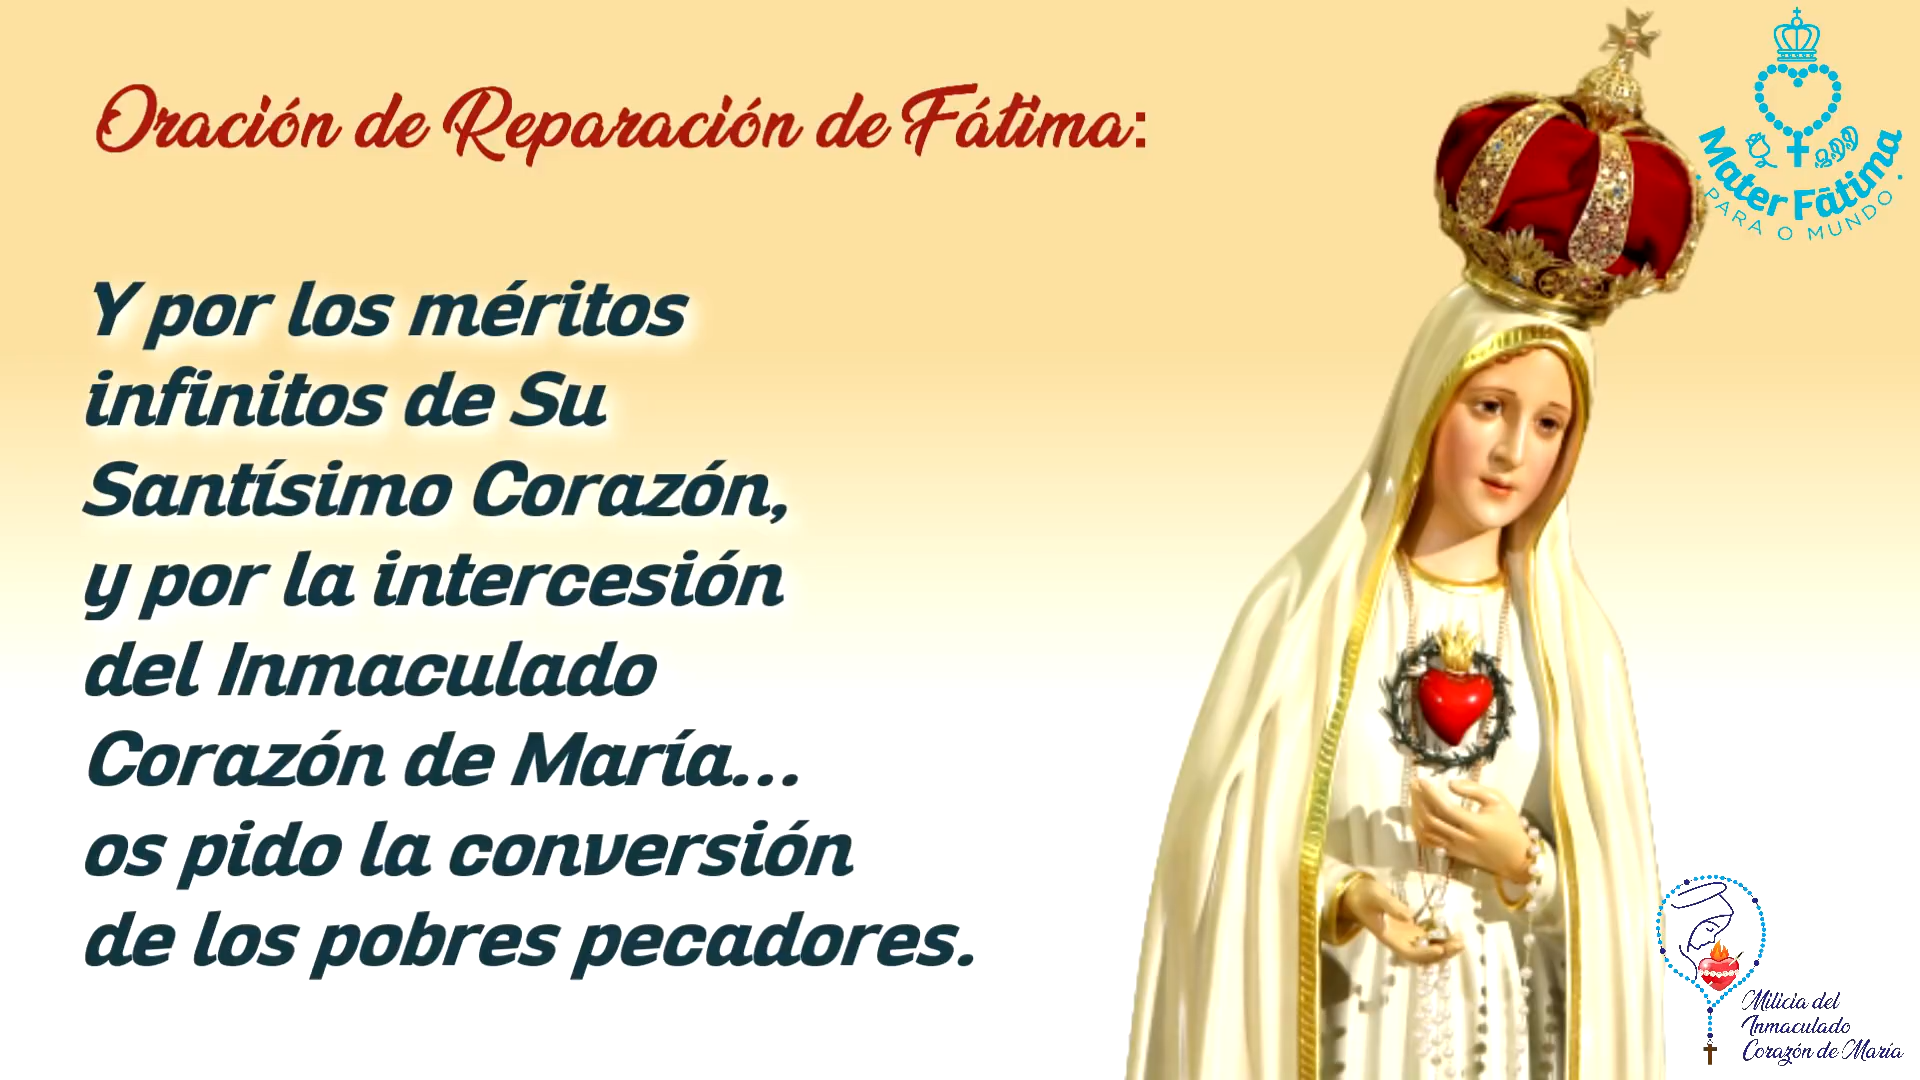 Oración de Reparación de Fátima:
Y por los méritos
infinitos de Su
Santísimo Corazón,
y por la intercesión
del Inmaculado
Corazón de María...
os pido la conversión
de los pobres pecadores.
Mater Fátima
• PARA O MUNDO •
Milicia del
Inmaculado
Corazón de María